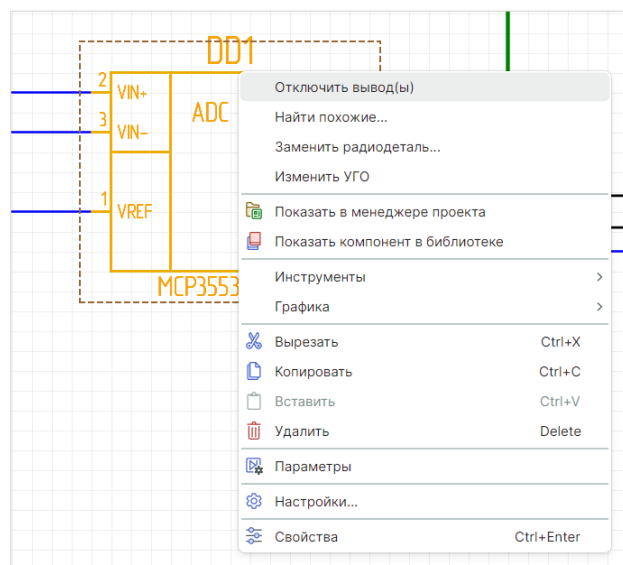 DD1
2
VIN+
3
VIN–
ADC
1
VREF
MCP3553
Отключить вывод(ы)
Найти похожие...
Заменить радиодеталь...
Изменить УГО
Показать в менеджере проекта
Показать компонент в библиотеке
Инструменты
Графика
Вырезать Ctrl+X
Копировать Ctrl+C
Вставить Ctrl+V
Удалить Delete
Параметры
Настройки...
Свойства Ctrl+Enter